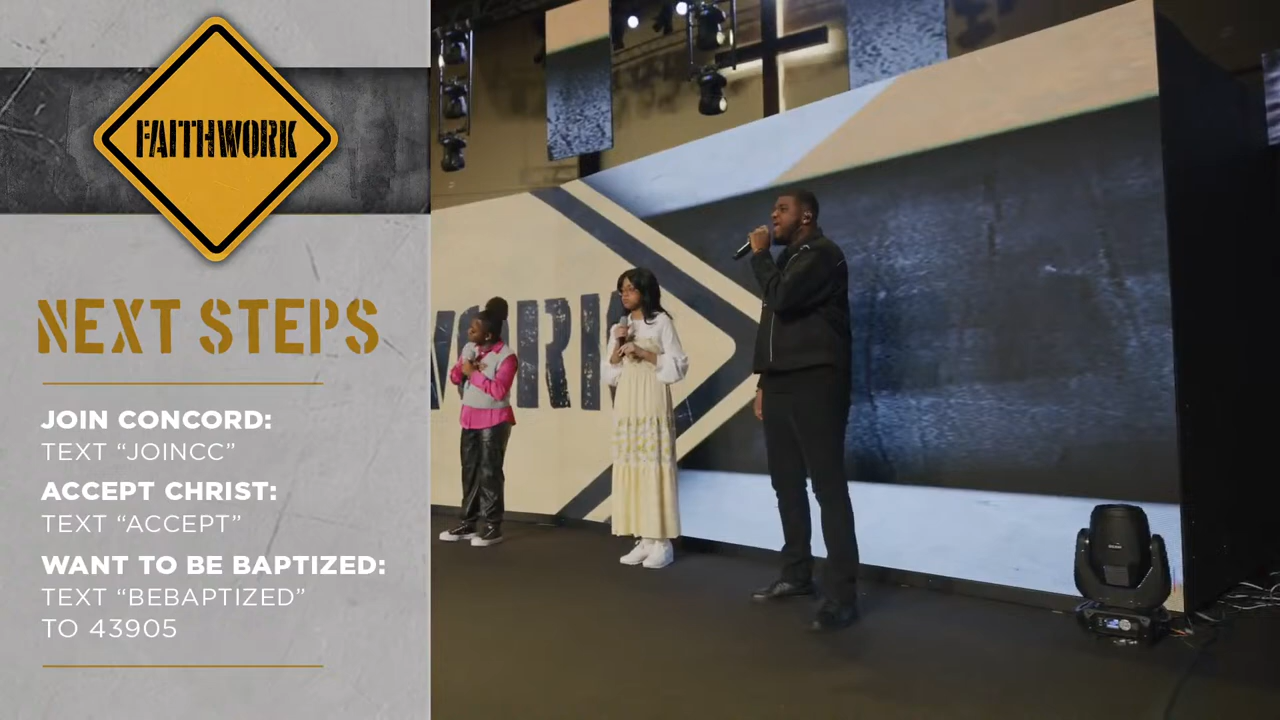 FAITHWORK
NEXT STEPS
JOIN CONCORD:
TEXT “JOINCC”
ACCEPT CHRIST:
TEXT “ACCEPT”
WANT TO BE BAPTIZED:
TEXT “BEBAPTIZED”
TO 43905
WORK